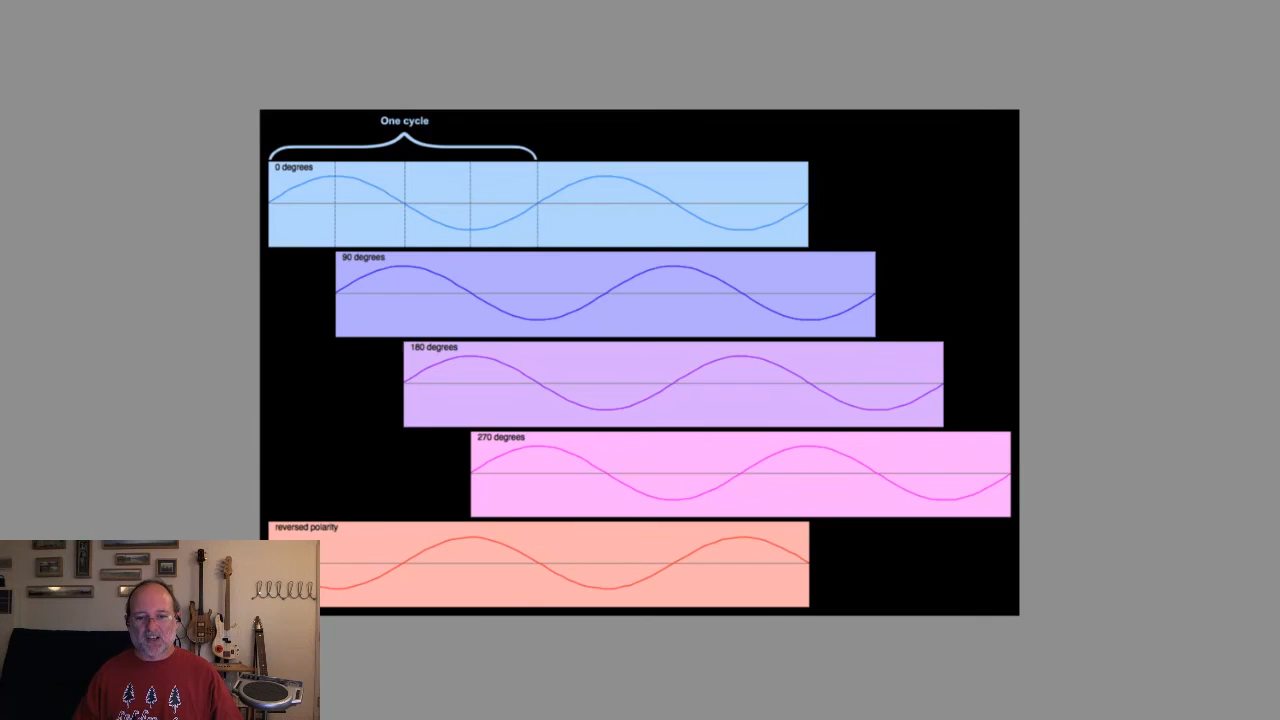 One cycle
0 degrees
90 degrees
180 degrees
270 degrees
reversed polarity